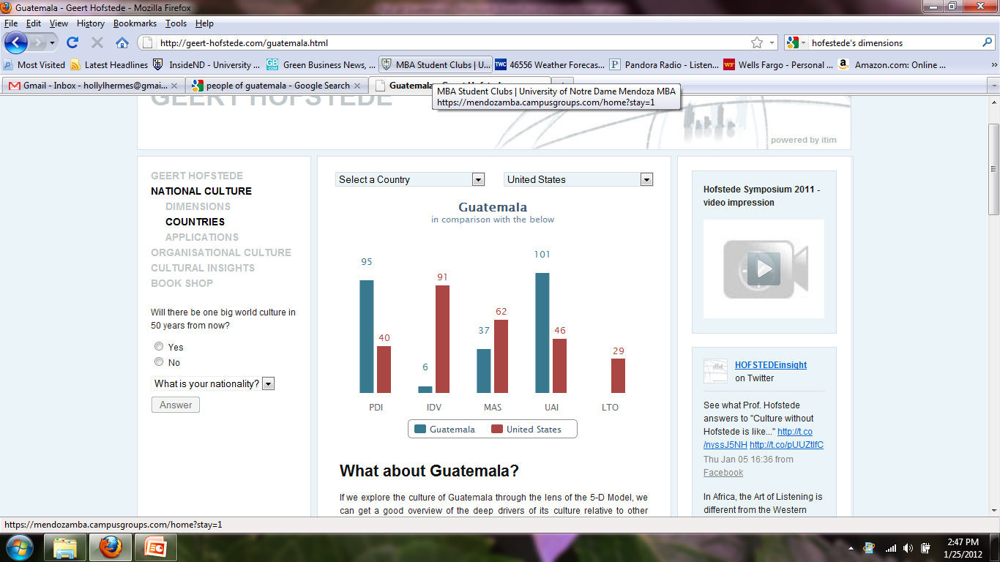 Guatemala - Geert Hofstede - Mozilla Firefox
File Edit View History Bookmarks Tools Help
http://geert-hofstede.com/guatemala.html
hofestede's dimensions
Most Visited Latest Headlines InsideND - University ... Green Business News, ... MBA Student Clubs | U... 46556 Weather Forecas... Pandora Radio - Listen... Wells Fargo - Personal ... Amazon.com: Online ...
Gmail - Inbox - hollylhermes@gmai... people of guatemala - Google Search
MBA Student Clubs | University of Notre Dame Mendoza MBA
https://mendozamba.campusgroups.com/home?stay=1
GEERT HOFSTEDE
powered by itim
GEERT HOFSTEDE
NATIONAL CULTURE
DIMENSIONS
COUNTRIES
APPLICATIONS
ORGANISATIONAL CULTURE
CULTURAL INSIGHTS
BOOK SHOP
Will there be one big world culture in
50 years from now?
Yes
No
What is your nationality?
Answer
Select a Country United States
Guatemala
in comparison with the below
95 40 6 91 37 62 101 46 29
PDI IDV MAS UAI LTO
Guatemala United States
What about Guatemala?
If we explore the culture of Guatemala through the lens of the 5-D Model, we
can get a good overview of the deep drivers of its culture relative to other
Hofstede Symposium 2011 -
video impression
HOFSTEDEinsight
on Twitter
See what Prof. Hofstede
answers to "Culture without
Hofstede is like..." http://t.co
/nvssJ5NH http://t.co/pUUZtlfC
Thu Jan 05 16:36 from
Facebook
In Africa, the Art of Listening is
different from the Western
https://mendozamba.campusgroups.com/home?stay=1
2:47 PM
1/25/2012